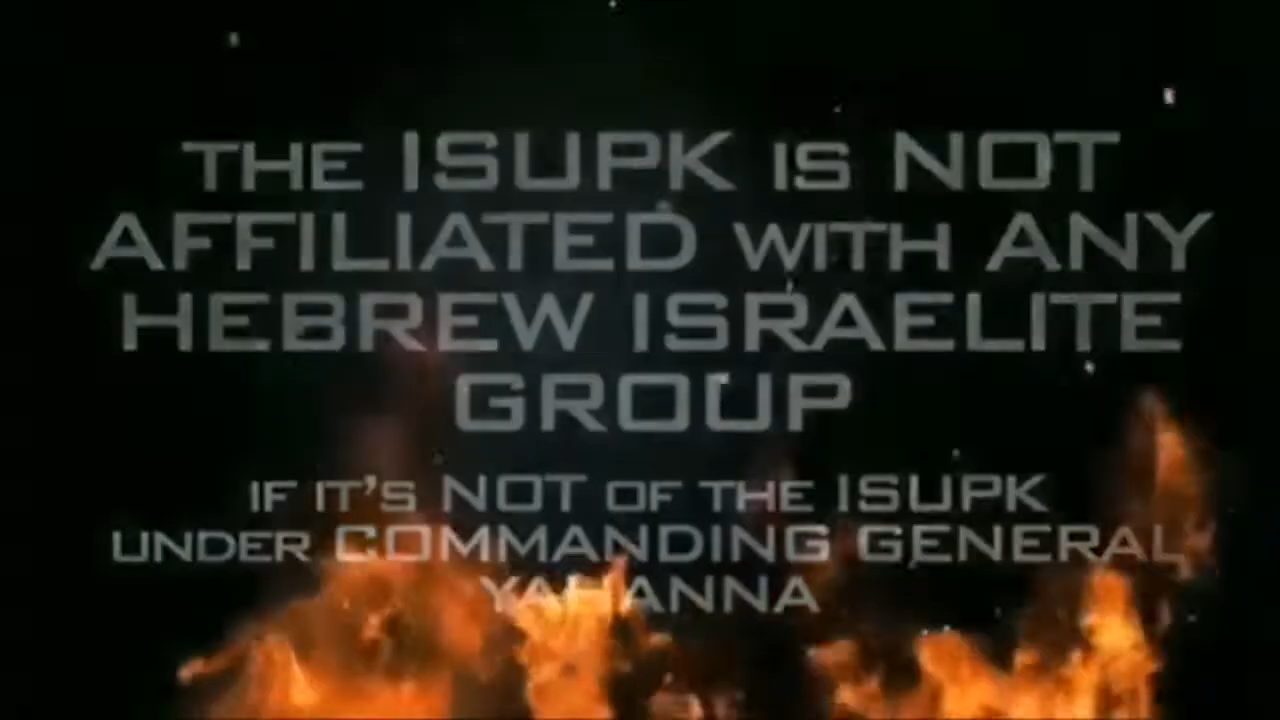 THE ISUPK IS NOT
AFFILIATED WITH ANY
HEBREW ISRAELITE
GROUP
IF IT'S NOT OF THE ISUPK
UNDER COMMANDING GENERAL
YAHANNA